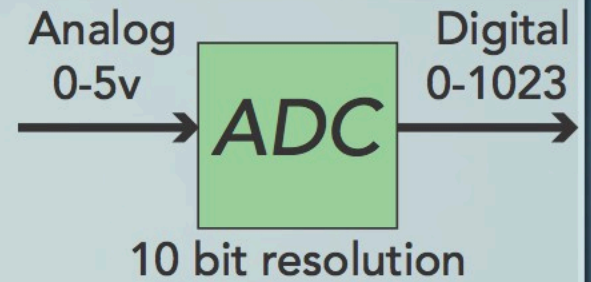 Analog
0-5v
ADC
Digital
0-1023
10 bit resolution